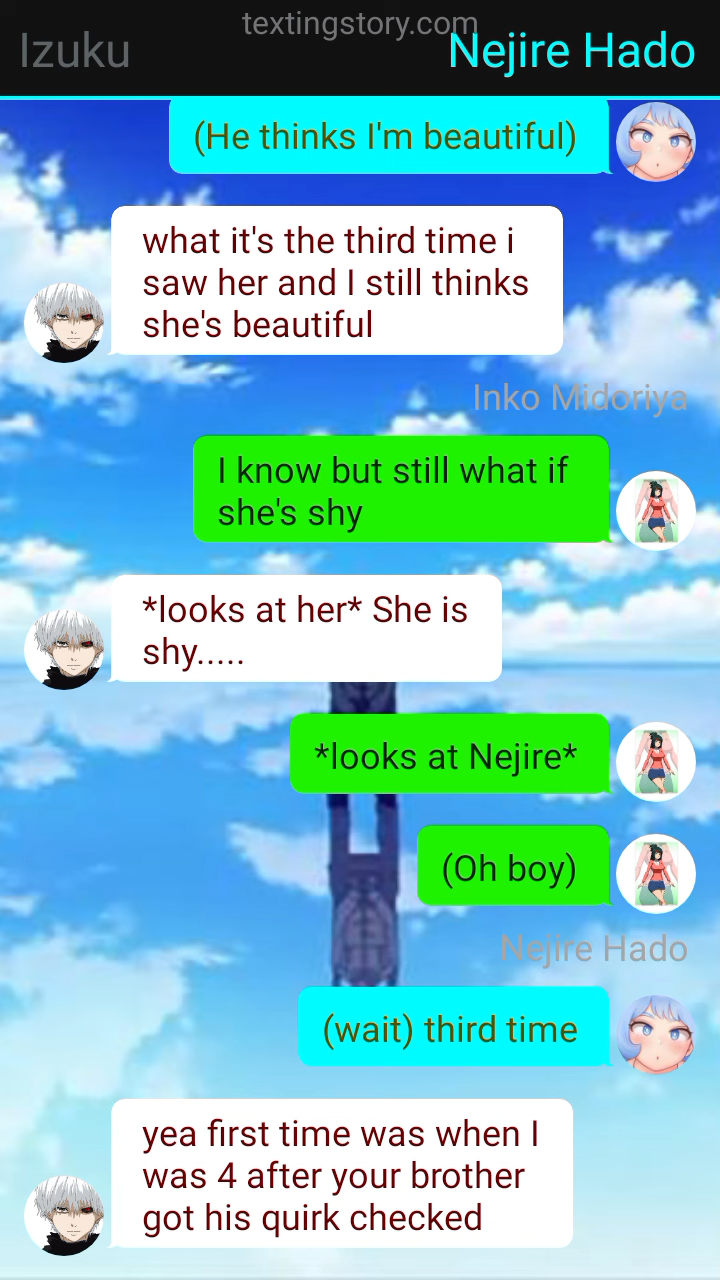 textingstory.com
Izuku
Nejire Hado
(He thinks I'm beautiful)
what it's the third time i
saw her and I still thinks
she's beautiful
Inko Midoriya
I know but still what if
she's shy
*looks at her* She is
shy.....
*looks at Nejire*
(Oh boy)
Nejire Hado
(wait) third time
yea first time was when I
was 4 after your brother
got his quirk checked